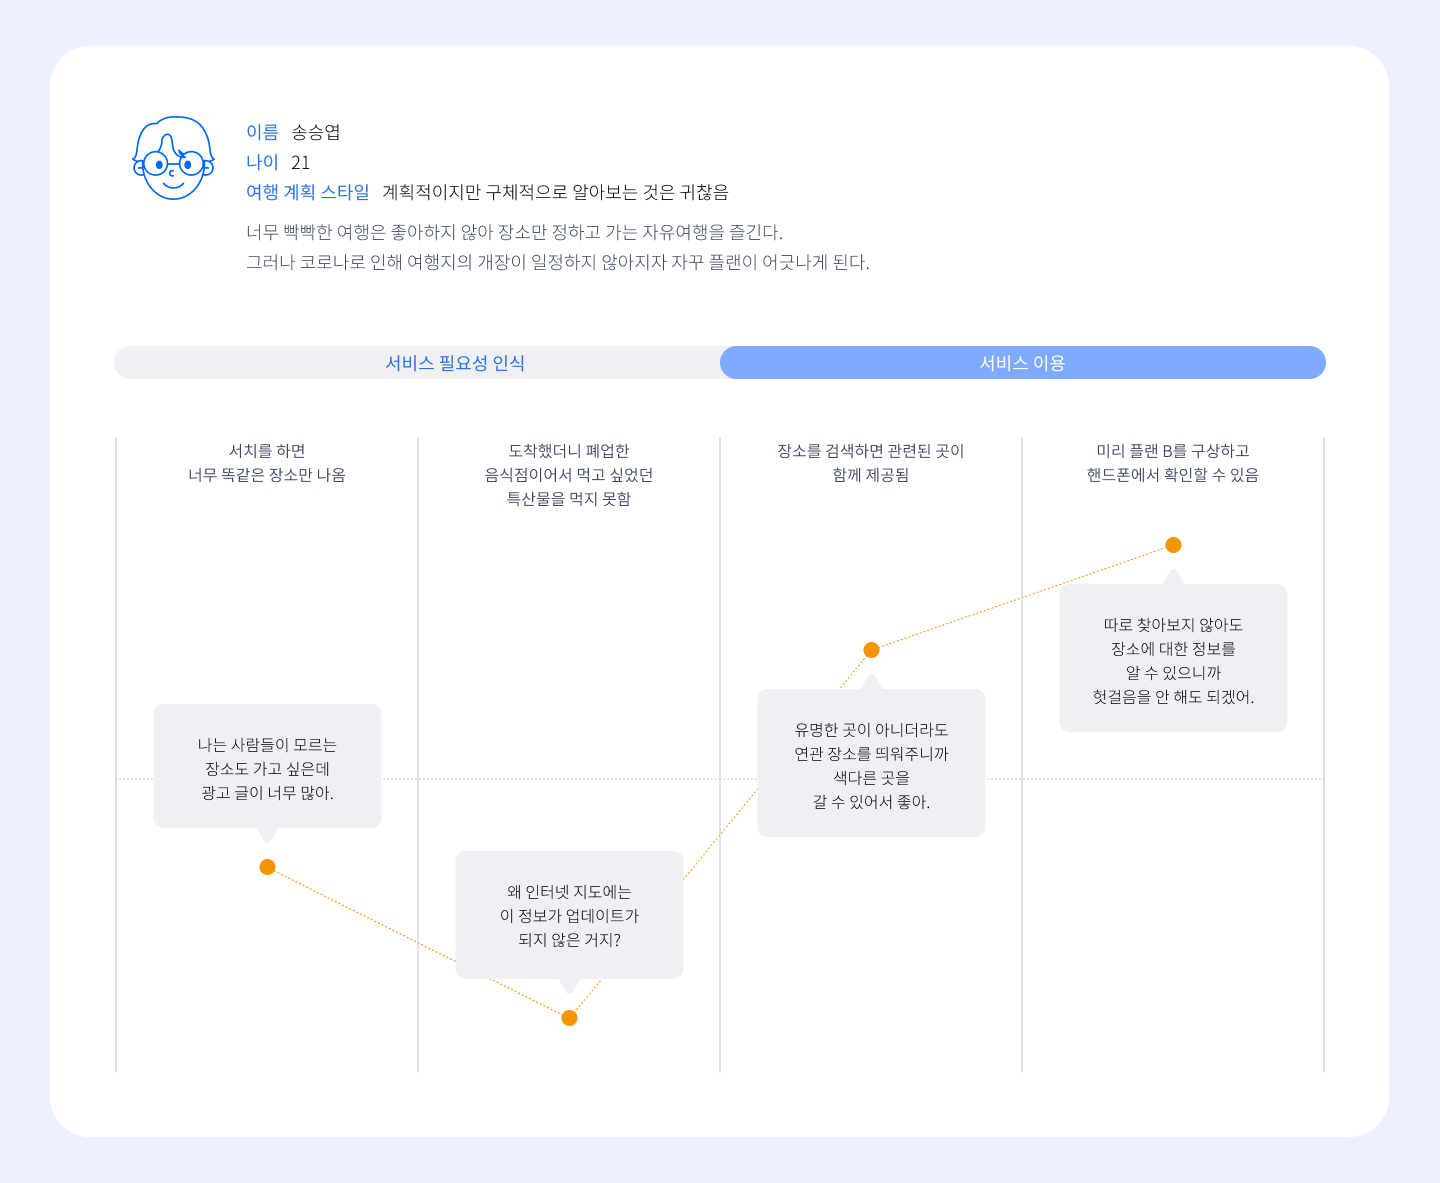 이름 송승엽
나이 21
여행 계획 스타일 계획적이지만 구체적으로 알아보는 것은 귀찮음
너무 빡빡한 여행은 좋아하지 않아 장소만 정하고 가는 자유여행을 즐긴다.
그러나 코로나로 인해 여행지의 개장이 일정하지 않아지자 자꾸 플랜이 어긋나게 된다.
서비스 필요성 인식
서비스 이용
서치를 하면
너무 똑같은 장소만 나옴
도착했더니 폐업한
음식점이어서 먹고 싶었던
특산물을 먹지 못함
장소를 검색하면 관련된 곳이
함께 제공됨
미리 플랜 B를 구상하고
핸드폰에서 확인할 수 있음
나는 사람들이 모르는
장소도 가고 싶은데
광고 글이 너무 많아.
왜 인터넷 지도에는
이 정보가 업데이트가
되지 않은 거지?
유명한 곳이 아니더라도
연관 장소를 띄워주니까
색다른 곳을
갈 수 있어서 좋아.
따로 찾아보지 않아도
장소에 대한 정보를
알 수 있으니까
헛걸음을 안 해도 되겠어.